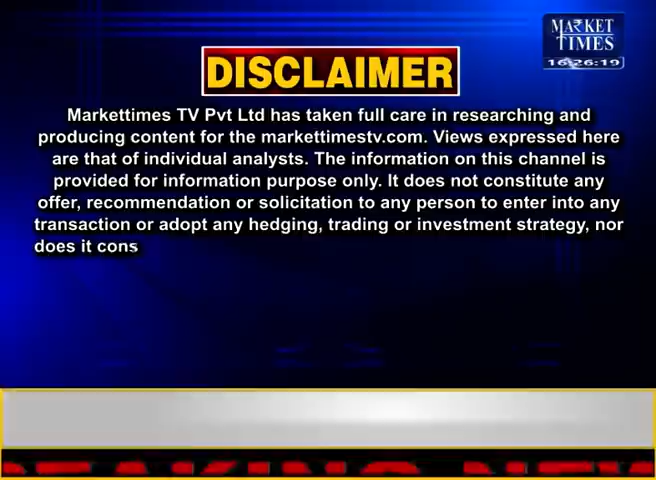 MARKET
TIMES
16:26:19
DISCLAIMER
Markettimes TV Pvt Ltd has taken full care in researching and
producing content for the markettimestv.com. Views expressed here
are that of individual analysts. The information on this channel is
provided for information purpose only. It does not constitute any
offer, recommendation or solicitation to any person to enter into any
transaction or adopt any hedging, trading or investment strategy, nor
does it cons